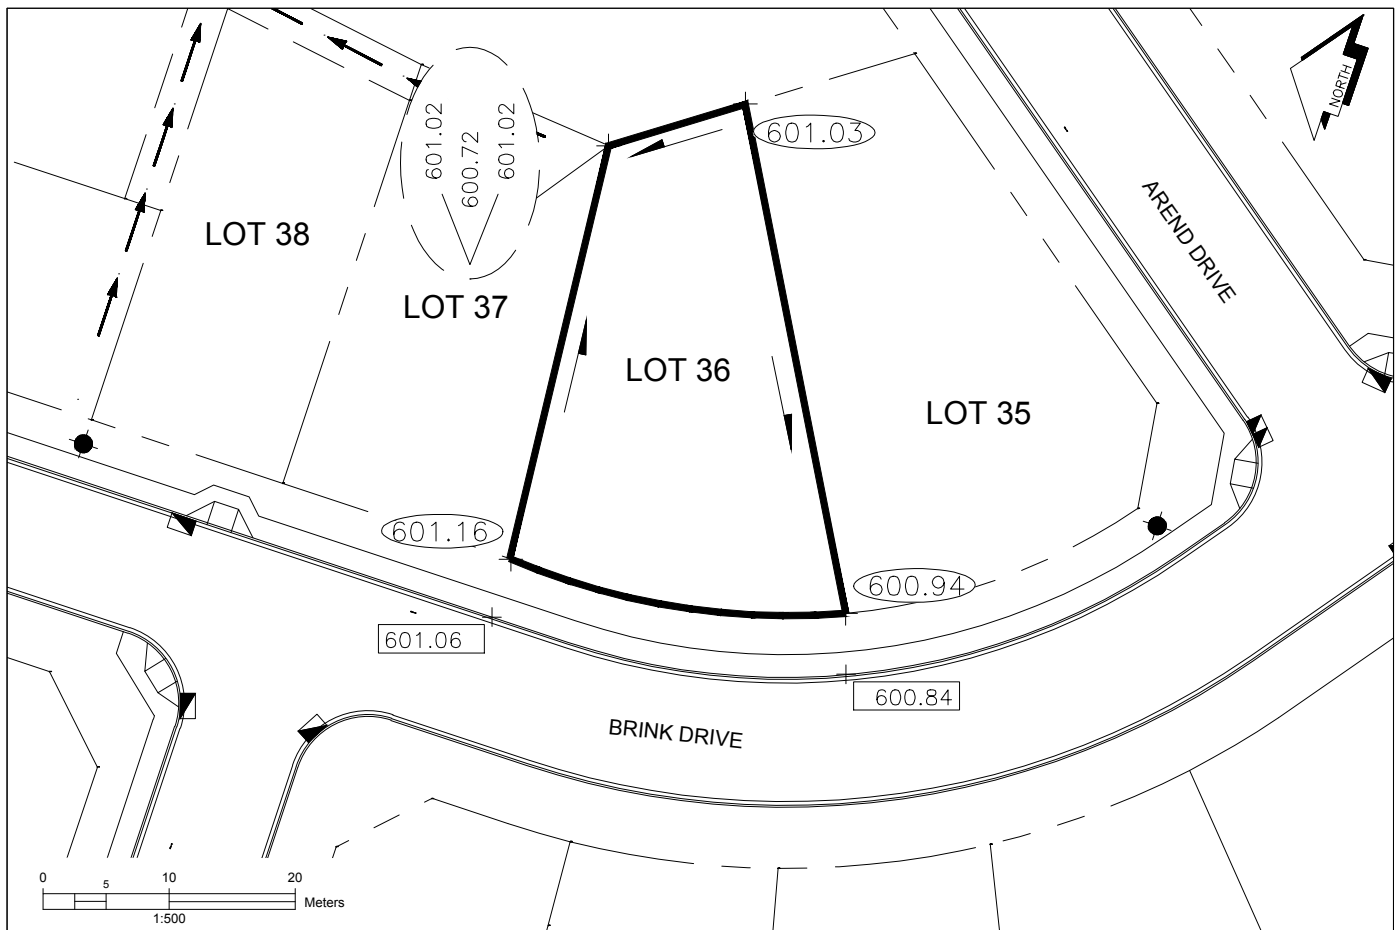 NORTH
601.02
600.72
601.02
601.03
AREND DRIVE
LOT 38
LOT 37
LOT 36
LOT 35
601.16
600.94
601.06
600.84
BRINK DRIVE
0 5 10 20
Meters
1:500